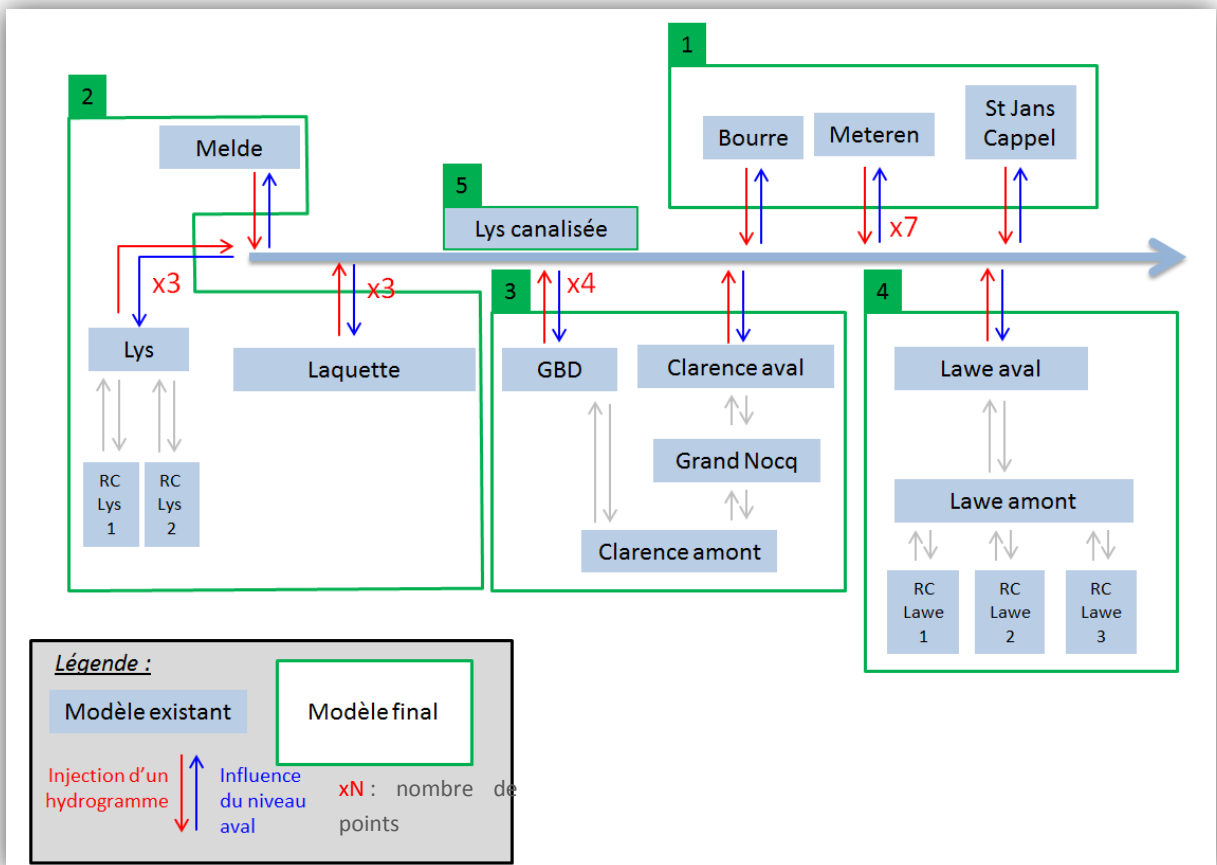 1
2
Melde
Bourre
Meteren
St Jans
Cappel
5
Lys canalisée
x7
x3
x3
3
x4
4
Lys
Laquette
GBD
Clarence aval
Lawe aval
Grand Nocq
RC
Lys
1
RC
Lys
2
Clarence amont
Lawe amont
RC
Lawe
1
RC
Lawe
2
RC
Lawe
3
Légende :
Modèle existant
Modèle final
Injection d'un
hydrogramme
Influence
du niveau
aval
xN : nombre de
points